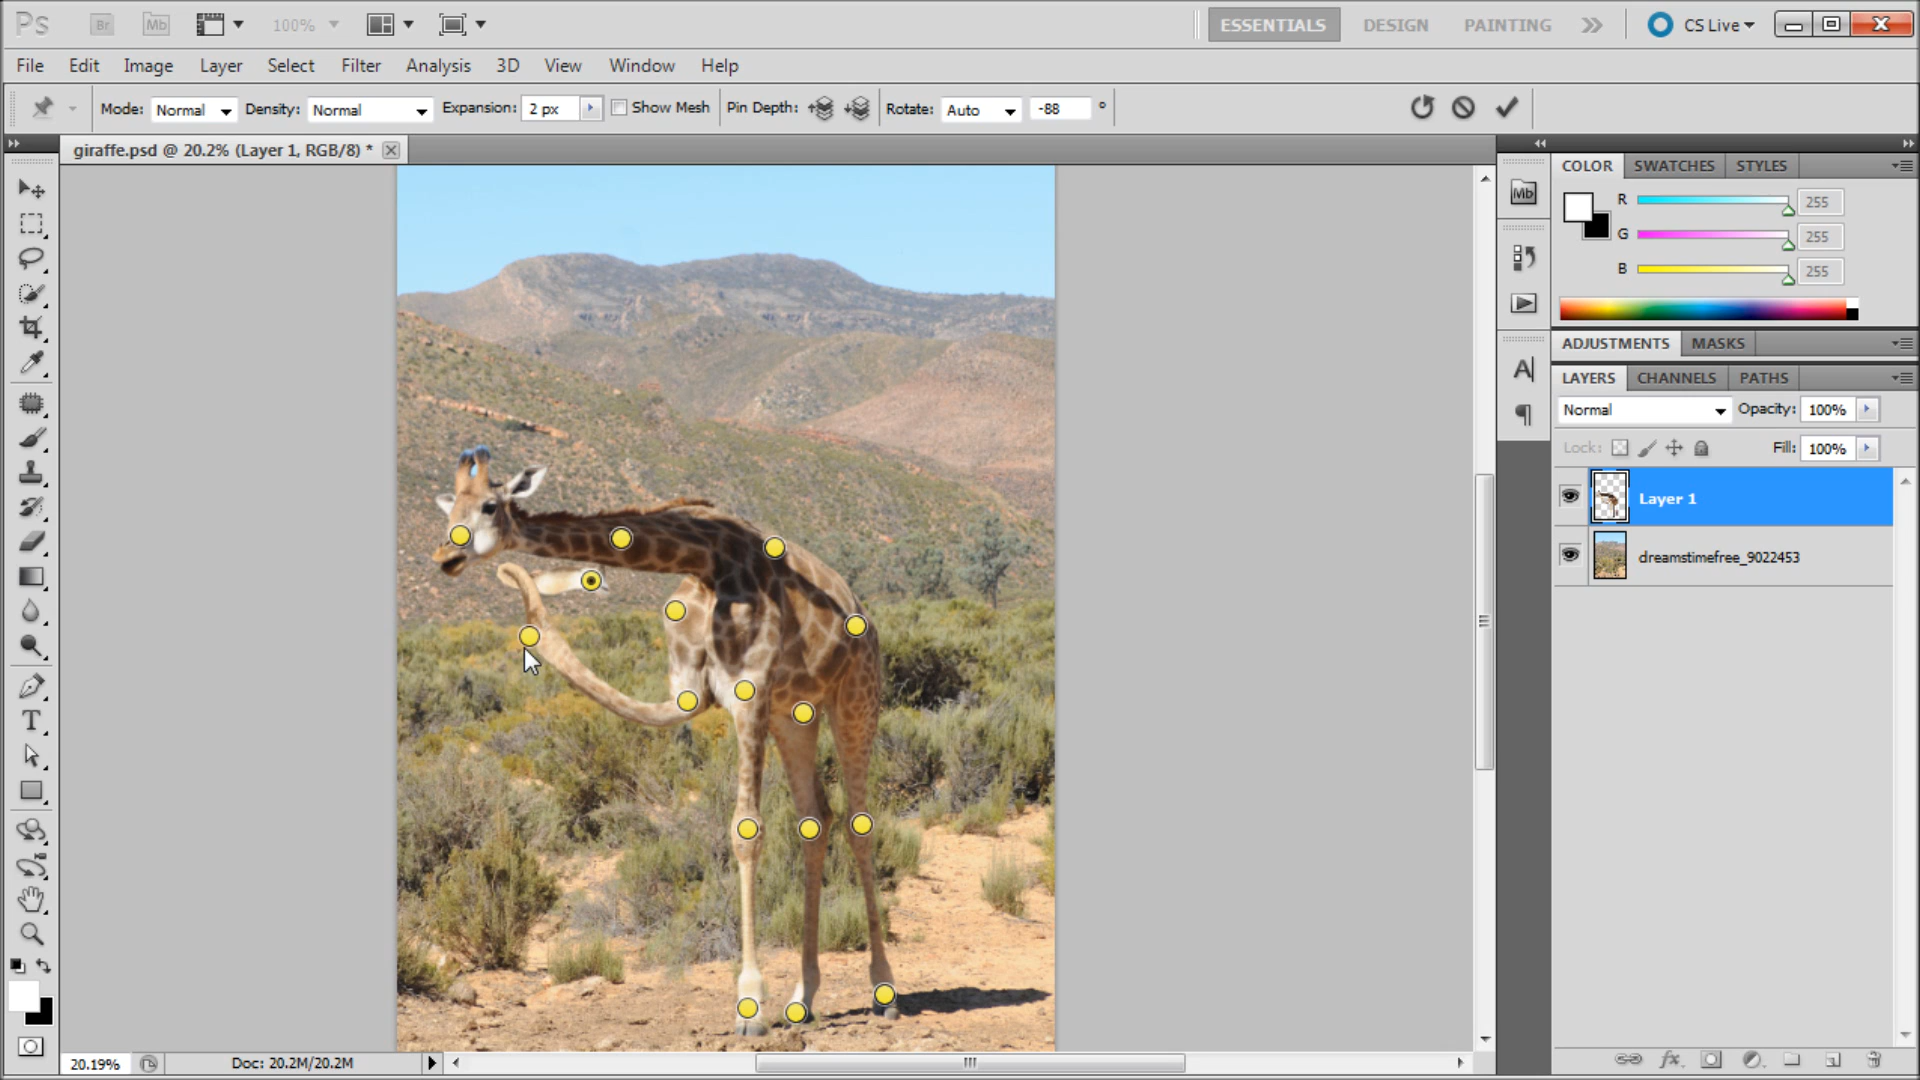 Ps Br Mb 100% ESSENTIALS DESIGN PAINTING CS Live
File Edit Image Layer Select Filter Analysis 3D View Window Help
Mode: Normal Density: Normal Expansion: 2 px Show Mesh Pin Depth: Rotate: Auto -88 °
giraffe.psd @ 20.2% (Layer 1, RGB/8) *
COLOR SWATCHES STYLES
Mb
R 255
G 255
B 255
ADJUSTMENTS MASKS
LAYERS CHANNELS PATHS
Normal Opacity: 100%
Lock: Fill: 100%
Layer 1
dreamstimefree_9022453
20.19% Doc: 20.2M/20.2M